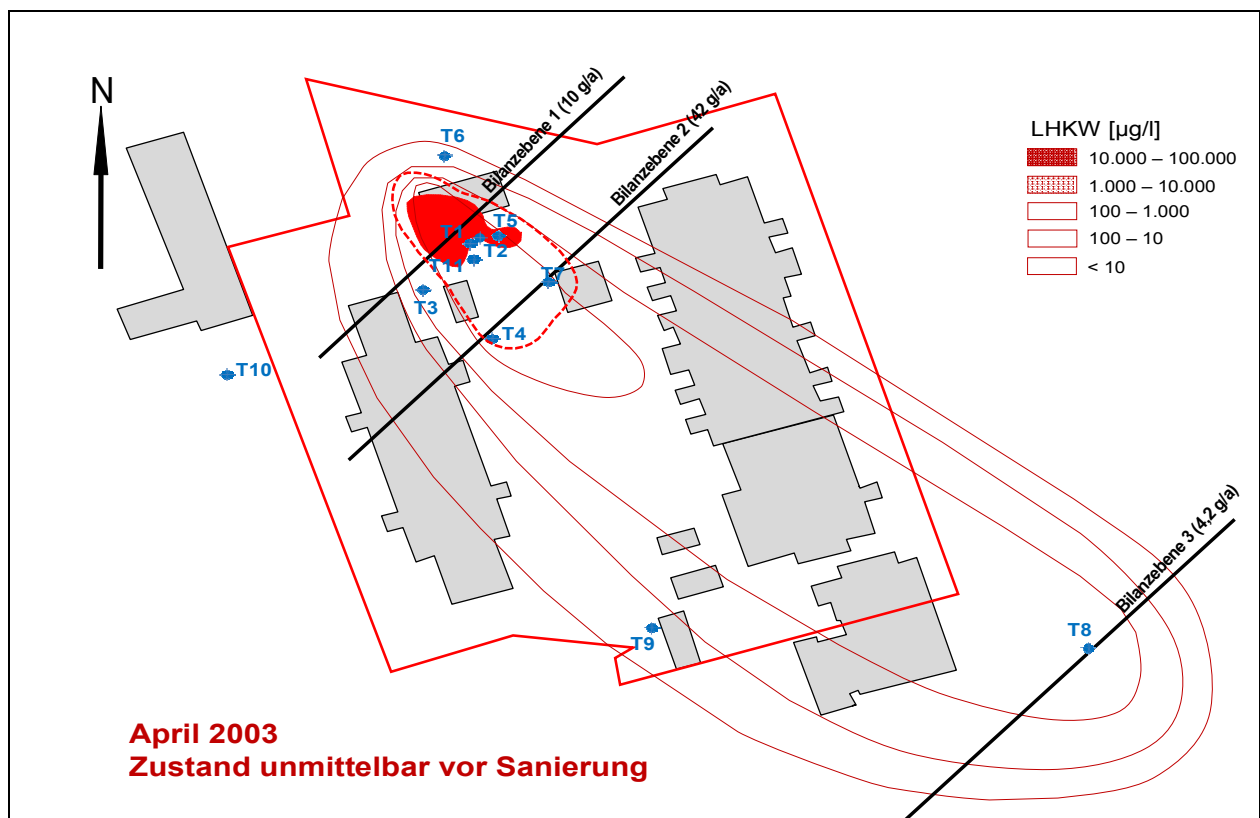 N
Bilanzebene 1 (10 g/a)
Bilanzebene 2 (42 g/a)
LHKW [µg/l]
10.000 – 100.000
1.000 – 10.000
100 – 1.000
100 – 10
< 10
T6
T1
T5
T2
T11
T7
T3
T4
T10
Bilanzebene 3 (4,2 g/a)
T8
T9
April 2003
Zustand unmittelbar vor Sanierung